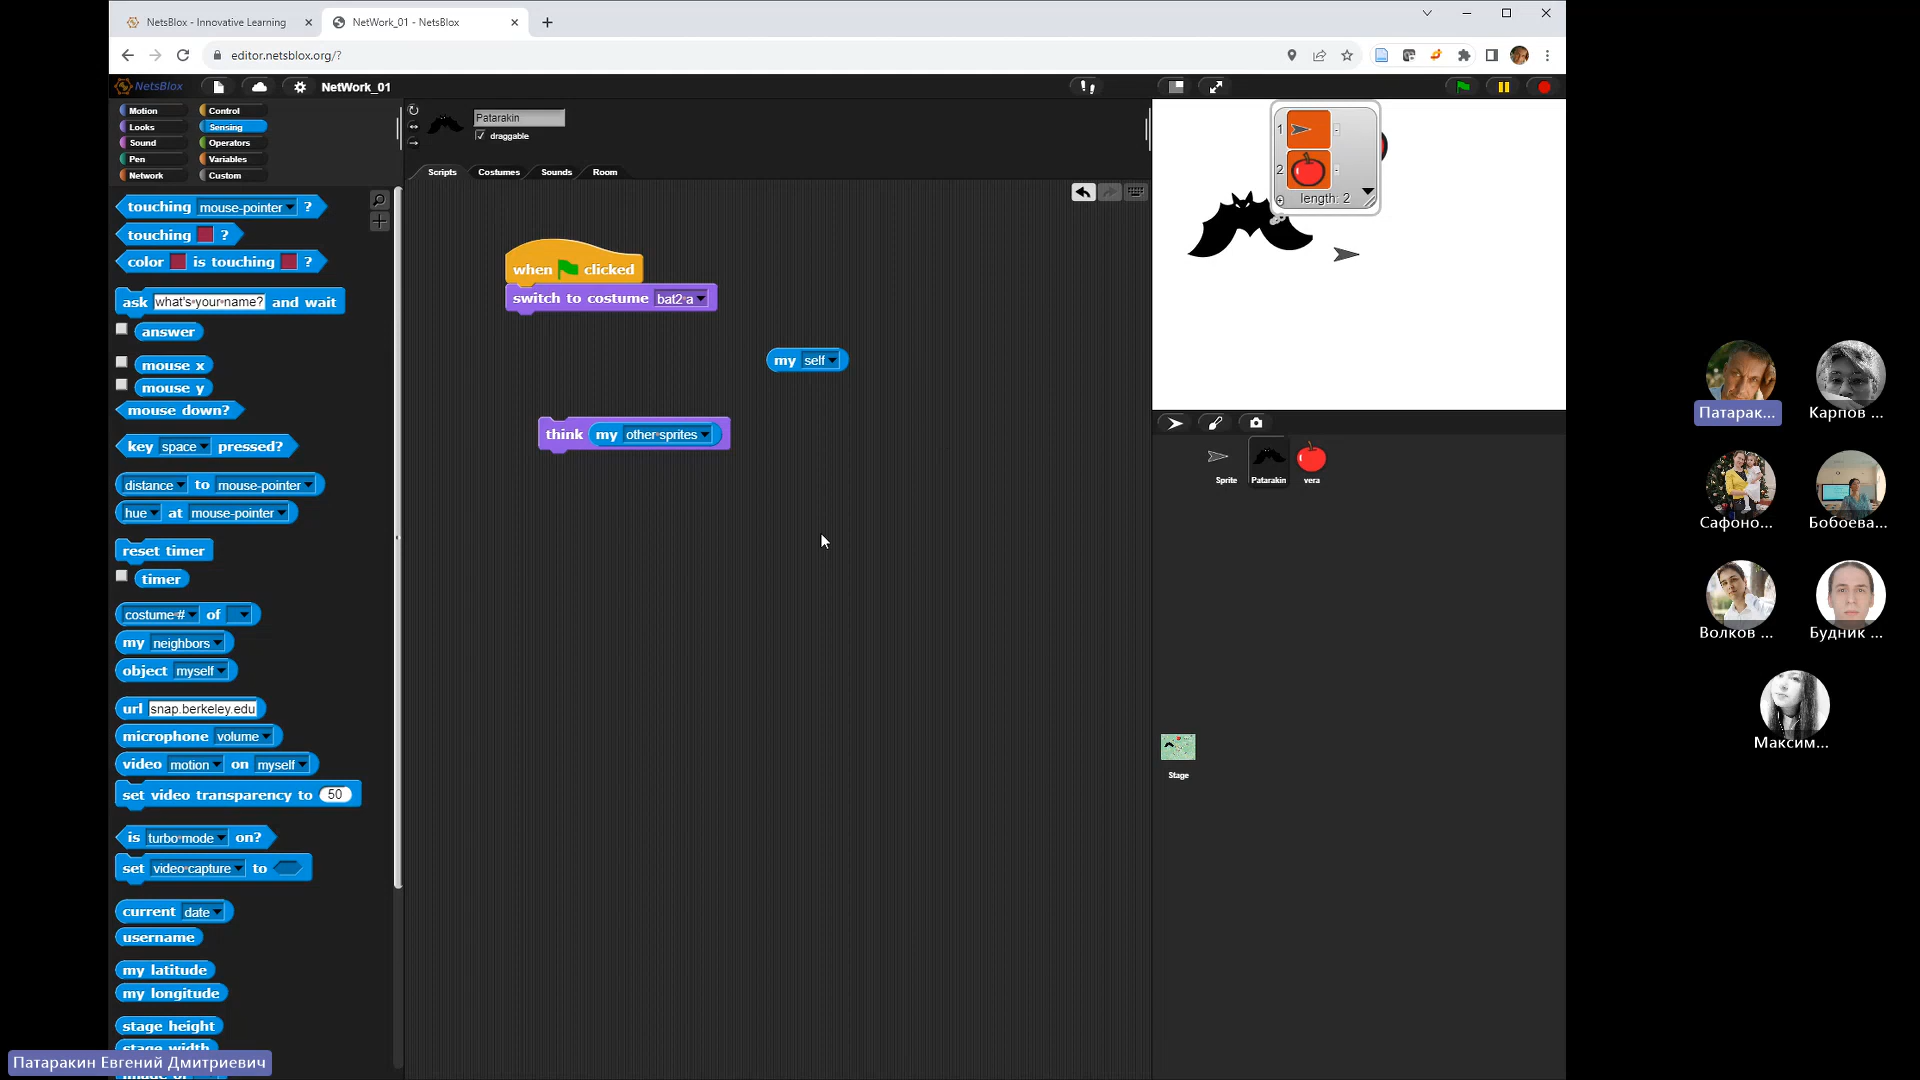 NetsBlox - Innovative Learning
NetWork_01 - NetsBlox
editor.netsblox.org/?
NetsBlox
NetWork_01
Motion
Control
Looks
Sensing
Sound
Operators
Pen
Variables
Network
Custom
Patarakin
draggable
Scripts
Costumes
Sounds
Room
touching mouse-pointer ?
touching ?
color is touching ?
ask what's your name? and wait
answer
mouse x
mouse y
mouse down?
key space pressed?
distance to mouse-pointer
hue at mouse-pointer
reset timer
timer
costume # of
my neighbors
object myself
url snap.berkeley.edu
microphone volume
video motion on myself
set video transparency to 50
is turbo mode on?
set video capture to
current date
username
my latitude
my longitude
stage height
stage width
when clicked
switch to costume bat2 a
my self
think my other sprites
1
2
length: 2
Sprite
Patarakin
vera
Stage
Патарак...
Карпов ...
Сафоно...
Бобоева...
Волков ...
Будник ...
Максим...
Патаракин Евгений Дмитриевич